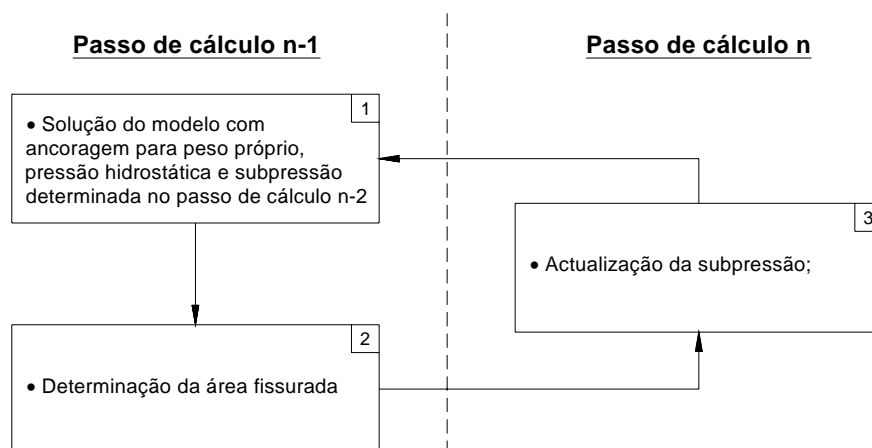 Passo de cálculo n-1
Passo de cálculo n
1
• Solução do modelo com
ancoragem para peso próprio,
pressão hidrostática e subpressão
determinada no passo de cálculo n-2
3
• Actualização da subpressão;
2
• Determinação da área fissurada